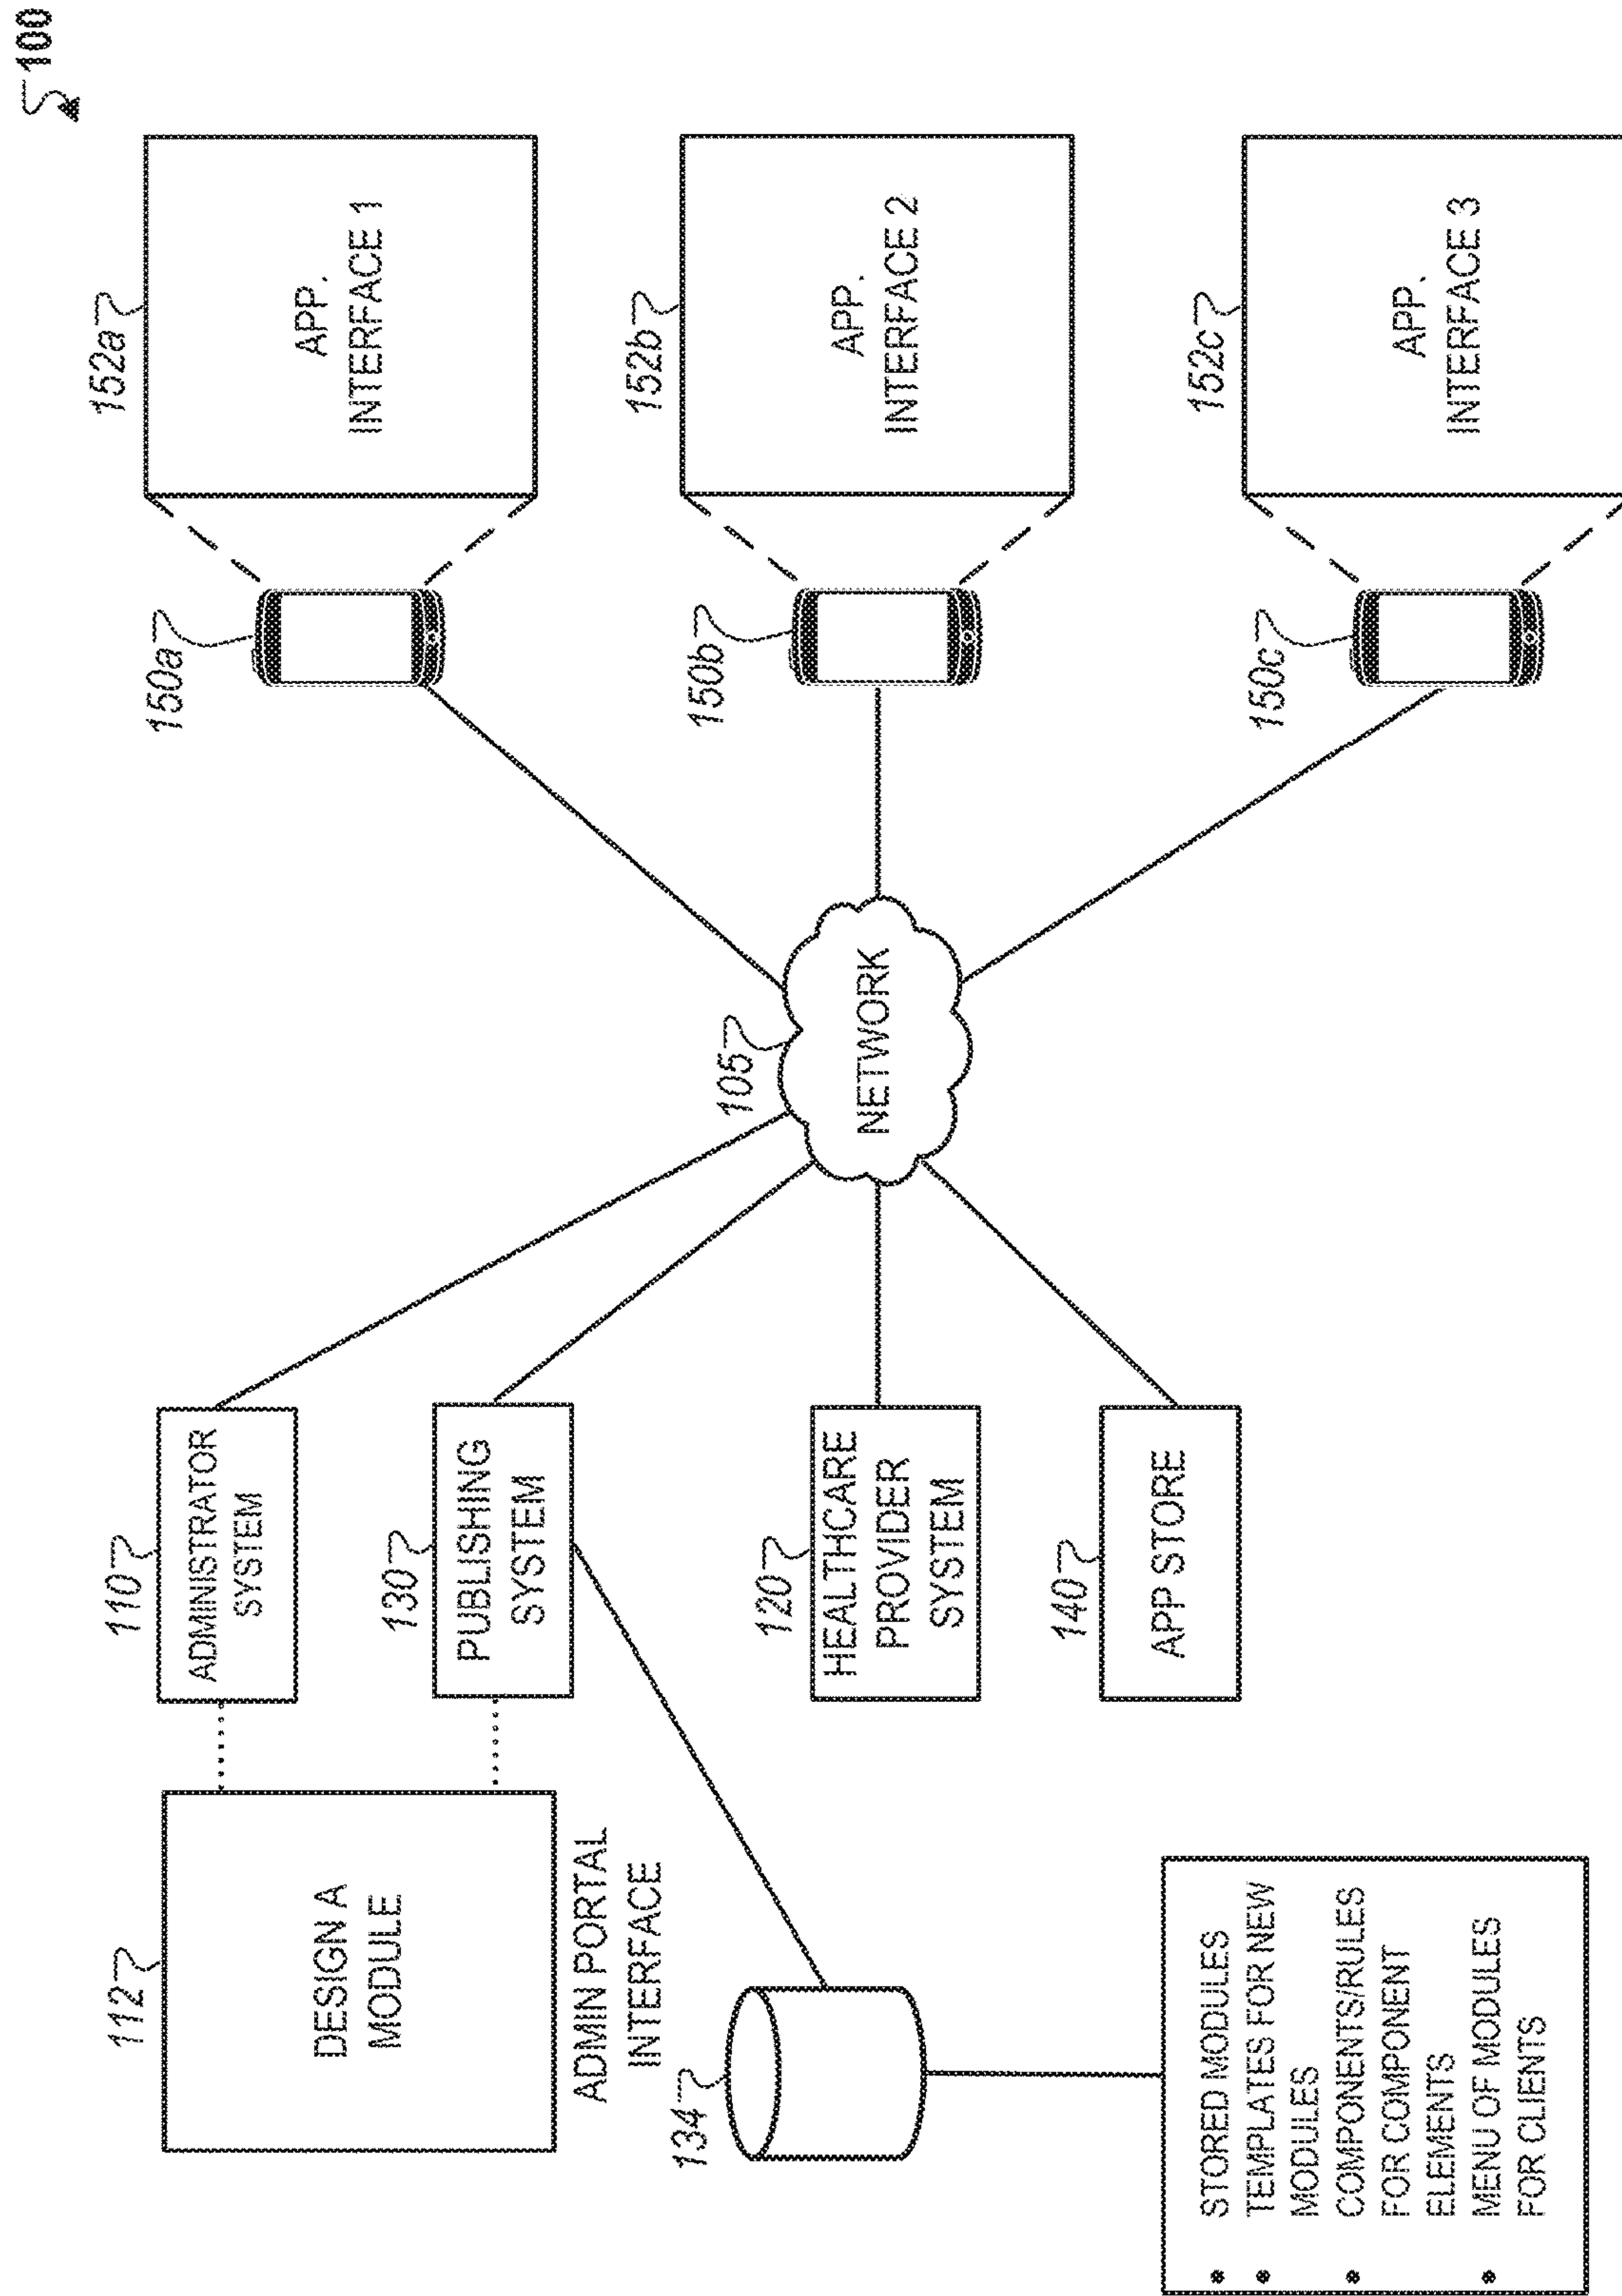 100
112
DESIGN A
MODULE
ADMIN PORTAL
INTERFACE
134
• STORED MODULES
• TEMPLATES FOR NEW
MODULES
• COMPONENTS/RULES
FOR COMPONENT
ELEMENTS
• MENU OF MODULES
FOR CLIENTS
110
ADMINISTRATOR
SYSTEM
130
PUBLISHING
SYSTEM
120
HEALTHCARE
PROVIDER
SYSTEM
140
APP STORE
105
NETWORK
150a
150b
150c
152a
APP.
INTERFACE 1
152b
APP.
INTERFACE 2
152c
APP.
INTERFACE 3